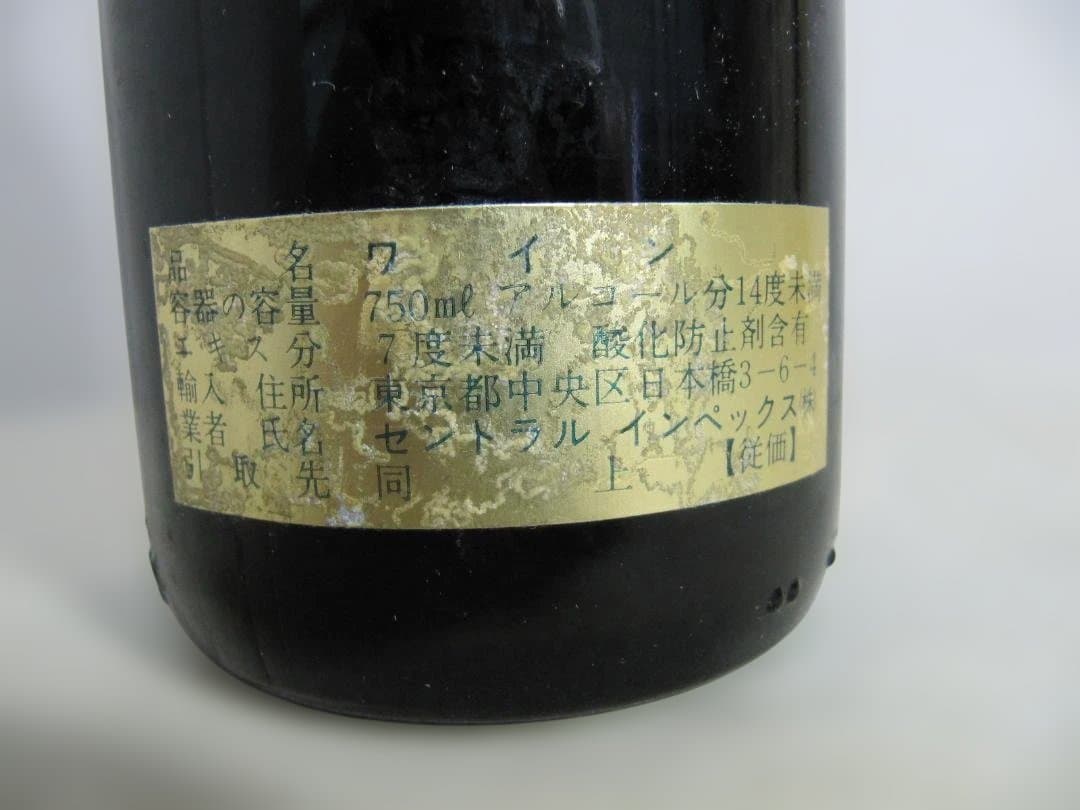 品名 ワイン
容器の容量 750mℓ アルコール分14度未満
エキス分 7度未満 酸化防止剤含有
輸入 住所 東京都中央区日本橋3-6-4
業者 氏名 セントラルインペックス㈱
引取先 同上 【従価】